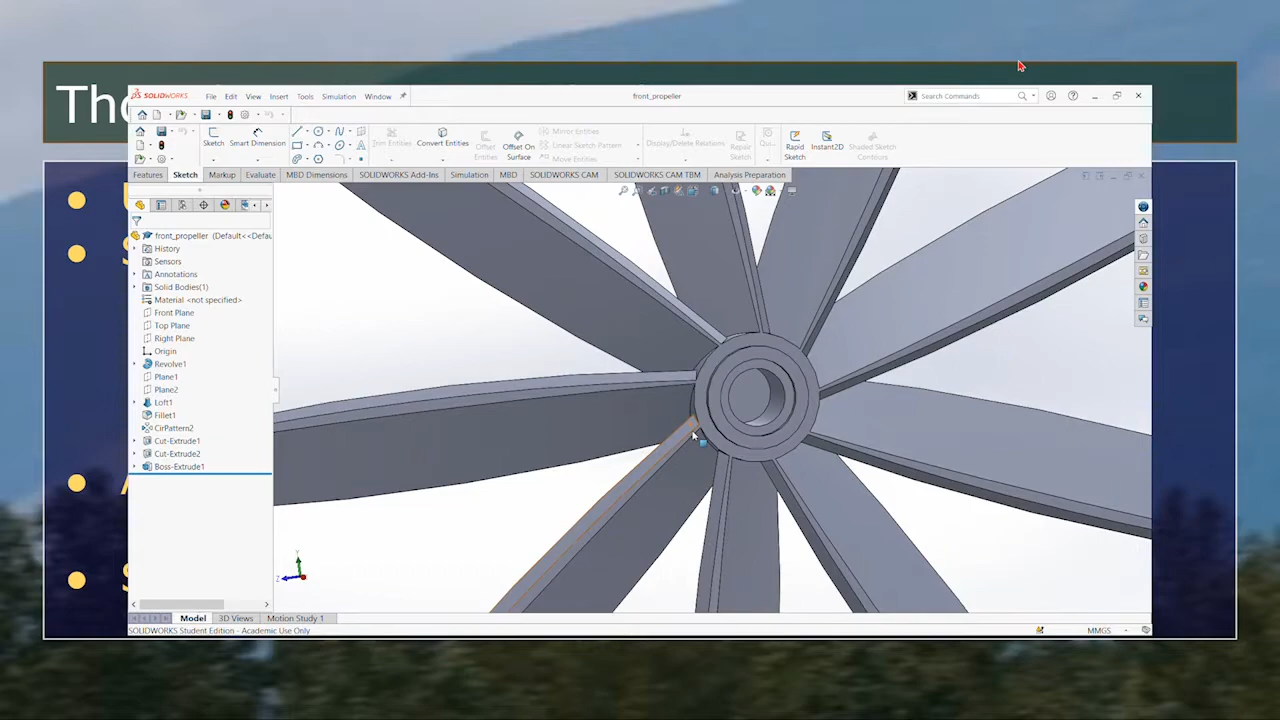 The
SOLIDWORKS File Edit View Insert Tools Simulation Window front_propeller Search Commands
Sketch Smart Dimension Trim Entities Convert Entities Offset Entities Offset On Surface Mirror Entities Linear Sketch Pattern Move Entities Display/Delete Relations Repair Sketch Qu... Rapid Sketch Instant2D Shaded Sketch Contours
Features Sketch Markup Evaluate MBD Dimensions SOLIDWORKS Add-Ins Simulation MBD SOLIDWORKS CAM SOLIDWORKS CAM TBM Analysis Preparation
front_propeller (Default<<Defau
History
Sensors
Annotations
Solid Bodies(1)
Material <not specified>
Front Plane
Top Plane
Right Plane
Origin
Revolve1
Plane1
Plane2
Loft1
Fillet1
CirPattern2
Cut-Extrude1
Cut-Extrude2
Boss-Extrude1
Y
Z
Model 3D Views Motion Study 1
SOLIDWORKS Student Edition - Academic Use Only MMGS